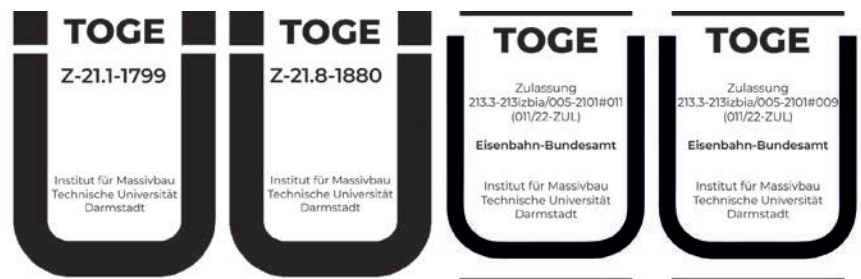 TOGE
Z-21.1-1799
Institut für Massivbau
Technische Universität
Darmstadt
TOGE
Z-21.8-1880
Institut für Massivbau
Technische Universität
Darmstadt
TOGE
Zulassung
213.3-213izbia/005-2101#011
(011/22-ZUL)
Eisenbahn-Bundesamt
Institut für Massivbau
Technische Universität
Darmstadt
TOGE
Zulassung
213.3-213izbia/005-2101#009
(011/22-ZUL)
Eisenbahn-Bundesamt
Institut für Massivbau
Technische Universität
Darmstadt